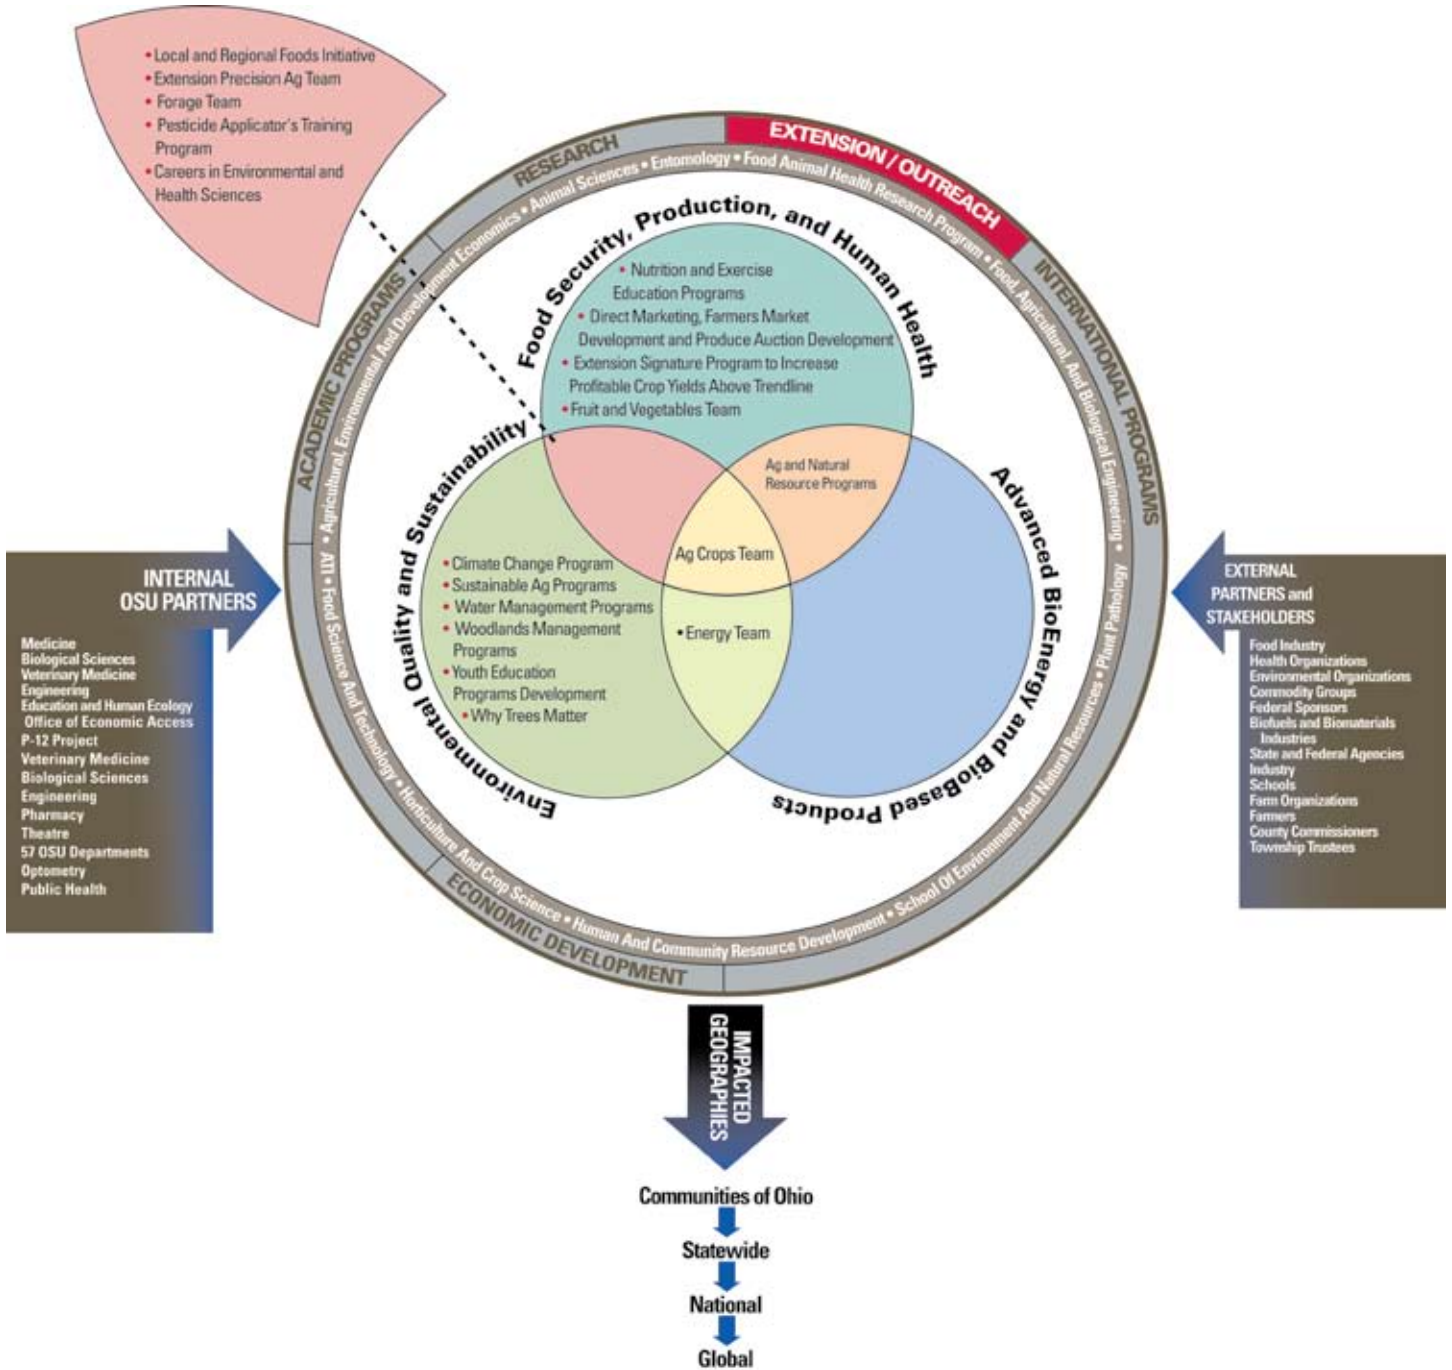 • Local and Regional Foods Initiative
• Extension Precision Ag Team
• Forage Team
• Pesticide Applicator's Training
Program
• Careers in Environmental and
Health Sciences
ACADEMIC PROGRAMS
RESEARCH
EXTENSION / OUTREACH
INTERNATIONAL PROGRAMS
ECONOMIC DEVELOPMENT
ATI • Agricultural, Environmental And Development Economics • Animal Sciences • Entomology • Food Animal Health Research Program • Food, Agricultural, And Biological Engineering •
• Food Science And Technology • Horticulture And Crop Science • Human And Community Resource Development • School Of Environment And Natural Resources • Plant Pathology
Food Security, Production, and Human Health
• Nutrition and Exercise
Education Programs
• Direct Marketing, Farmers Market
Development and Produce Auction Development
• Extension Signature Program to Increase
Profitable Crop Yields Above Trendline
• Fruit and Vegetables Team
Ag and Natural
Resource Programs
Ag Crops Team
• Energy Team
Environmental Quality and Sustainability
• Climate Change Program
• Sustainable Ag Programs
• Water Management Programs
• Woodlands Management
Programs
• Youth Education
Programs Development
• Why Trees Matter
Advanced BioEnergy and BioBased Products
INTERNAL
OSU PARTNERS
Medicine
Biological Sciences
Veterinary Medicine
Engineering
Education and Human Ecology
Office of Economic Access
P-12 Project
Veterinary Medicine
Biological Sciences
Engineering
Pharmacy
Theatre
57 OSU Departments
Optometry
Public Health
EXTERNAL
PARTNERS and
STAKEHOLDERS
Food Industry
Health Organizations
Environmental Organizations
Commodity Groups
Federal Sponsors
Biofuels and Biomaterials
Industries
State and Federal Agencies
Industry
Schools
Farm Organizations
Farmers
County Commissioners
Township Trustees
IMPACTED
GEOGRAPHIES
Communities of Ohio
Statewide
National
Global